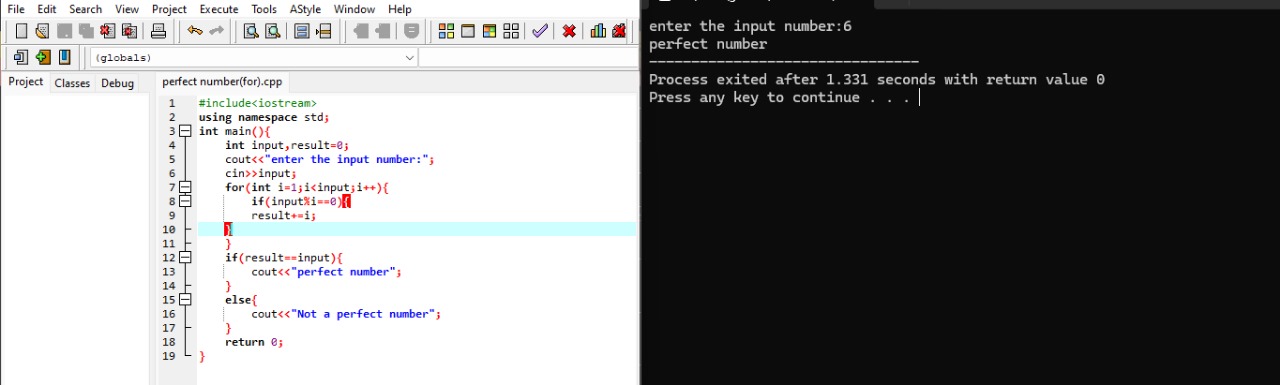 File Edit Search View Project Execute Tools AStyle Window Help
(globals)
Project Classes Debug
perfect number(for).cpp
1 #include<iostream>
2 using namespace std;
3 int main(){
4 int input,result=0;
5 cout<<"enter the input number:";
6 cin>>input;
7 for(int i=1;i<input;i++){
8 if(input%i==0){
9 result+=i;
10 }
11 }
12 if(result==input){
13 cout<<"perfect number";
14 }
15 else{
16 cout<<"Not a perfect number";
17 }
18 return 0;
19 }
enter the input number:6
perfect number
--------------------------------
Process exited after 1.331 seconds with return value 0
Press any key to continue . . .